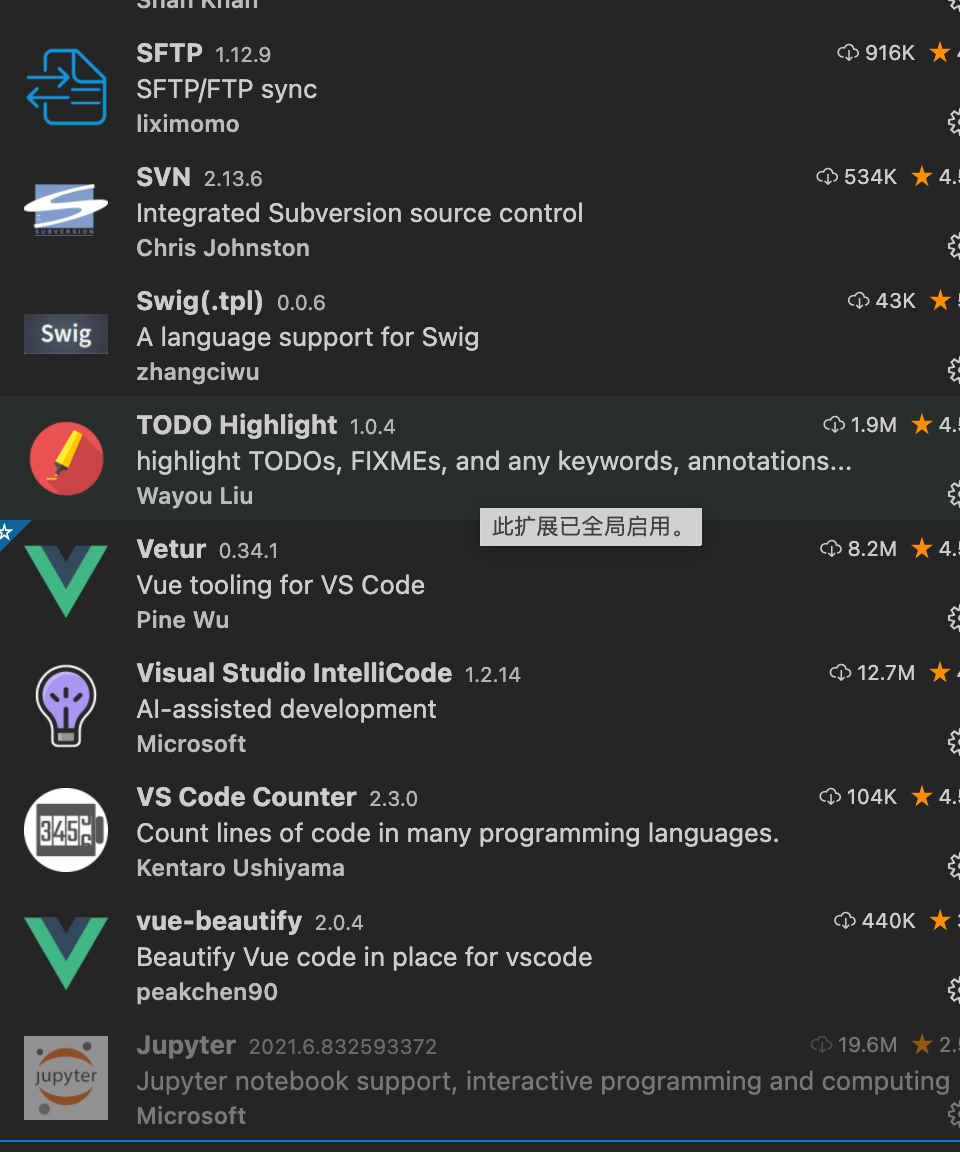 Shan Khan
SFTP 1.12.9 916K
SFTP/FTP sync
liximomo
SVN 2.13.6 534K 4.5
Integrated Subversion source control
SUBVERSION
Chris Johnston
Swig(.tpl) 0.0.6 43K
Swig
A language support for Swig
zhangciwu
TODO Highlight 1.0.4 1.9M 4.5
highlight TODOs, FIXMEs, and any keywords, annotations...
Wayou Liu
此扩展已全局启用。
Vetur 0.34.1 8.2M 4.5
Vue tooling for VS Code
Pine Wu
Visual Studio IntelliCode 1.2.14 12.7M
AI-assisted development
Microsoft
VS Code Counter 2.3.0 104K 4.5
345
Count lines of code in many programming languages.
Kentaro Ushiyama
vue-beautify 2.0.4 440K
Beautify Vue code in place for vscode
peakchen90
Jupyter 2021.6.832593372 19.6M 2.5
jupyter
Jupyter notebook support, interactive programming and computing
Microsoft